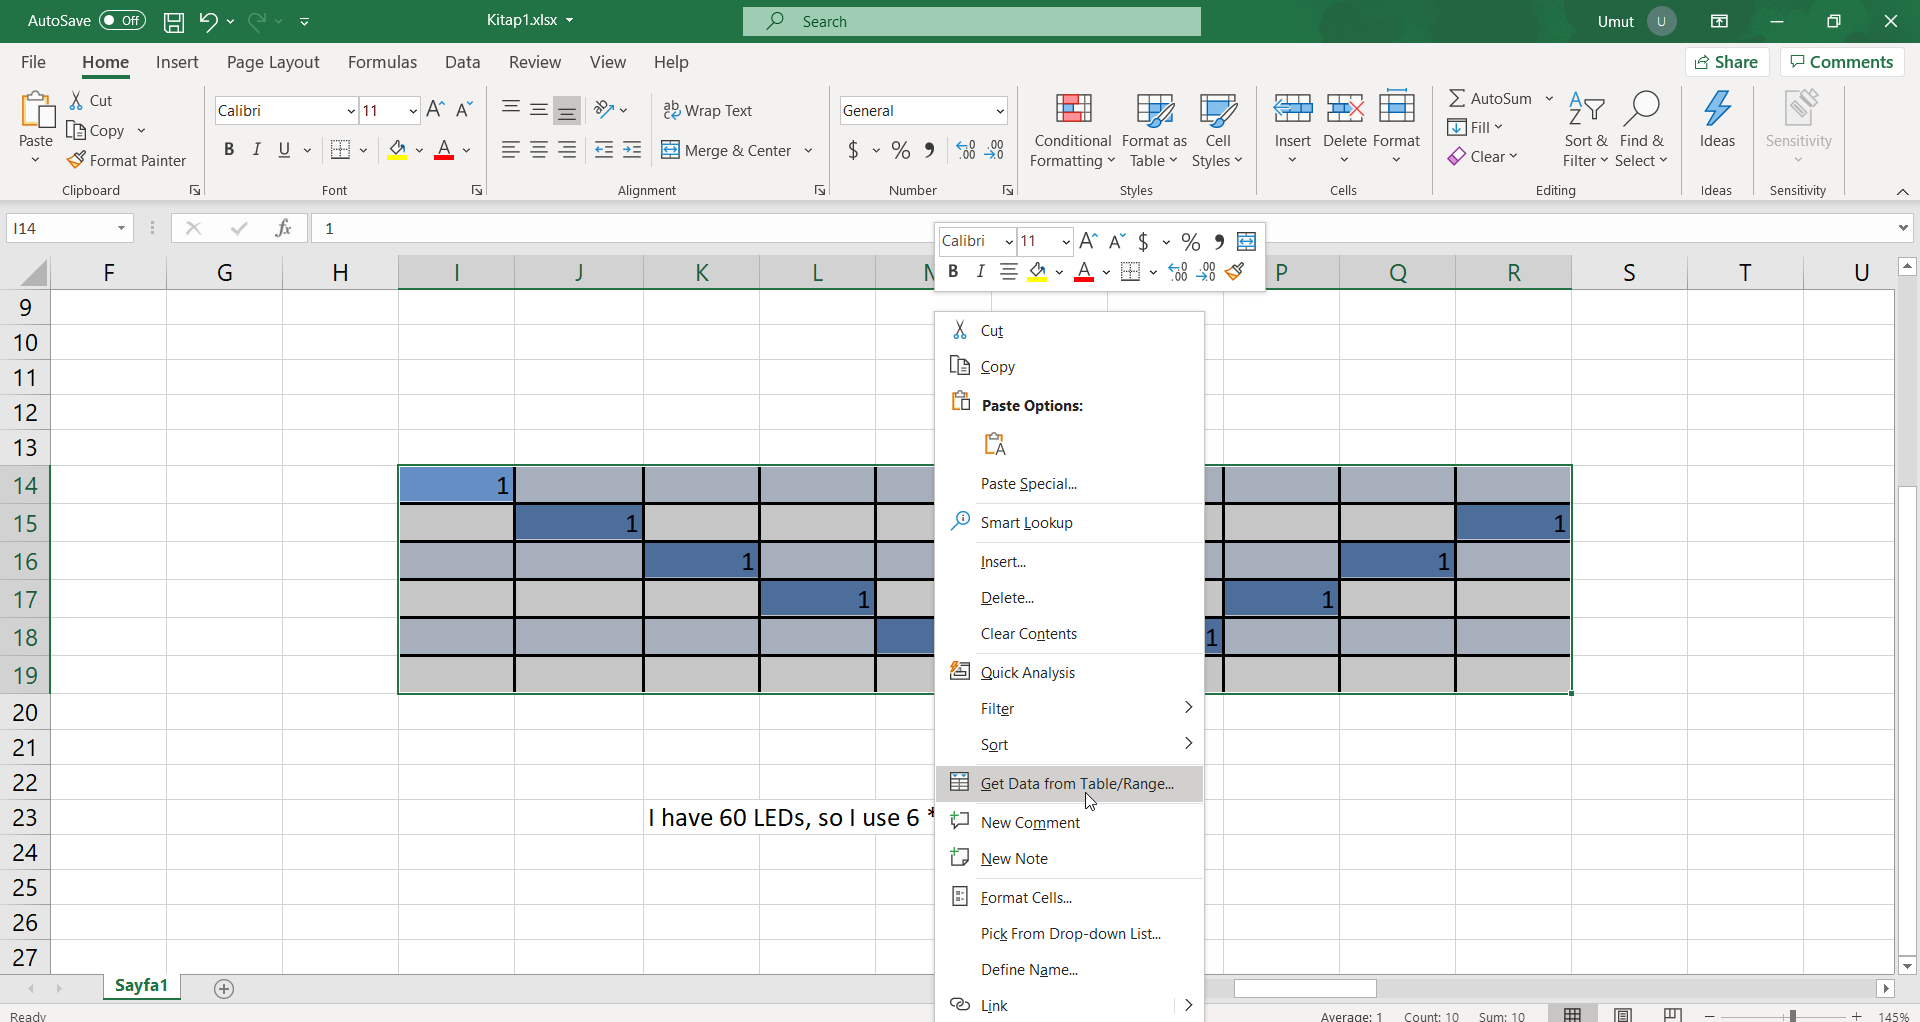 AutoSave Off Kitap1.xlsx Search Umut U
File Home Insert Page Layout Formulas Data Review View Help Share Comments
Paste Cut Copy Format Painter Clipboard
Calibri 11 B I U A Font
Wrap Text Merge & Center Alignment
General $ % Number
Conditional Formatting Format as Table Cell Styles Styles
Insert Delete Format Cells
AutoSum Fill Clear Sort & Filter Find & Select Editing
Ideas Ideas
Sensitivity Sensitivity
I14 fx 1
Calibri 11 A A $ % 9
B I A .00 .00
F G H I J K L P Q R S T U
9
10
11
12
13
14 1
15 1 1
16 1 1
17 1 1
18 1
19
20
21
22
23 I have 60 LEDs, so I use 6 *
24
25
26
27
Cut
Copy
Paste Options:
Paste Special...
Smart Lookup
Insert...
Delete...
Clear Contents
Quick Analysis
Filter
Sort
Get Data from Table/Range...
New Comment
New Note
Format Cells...
Pick From Drop-down List...
Define Name...
Link
Sayfa1
Ready Average: 1 Count: 10 Sum: 10 145%